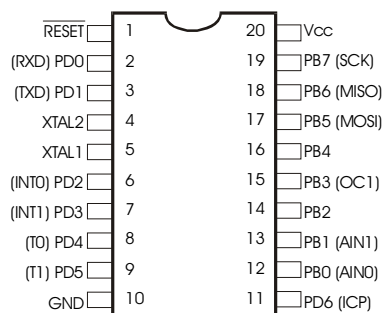 RESET 1 20 Vcc
(RXD) PD0 2 19 PB7 (SCK)
(TXD) PD1 3 18 PB6 (MISO)
XTAL2 4 17 PB5 (MOSI)
XTAL1 5 16 PB4
(INT0) PD2 6 15 PB3 (OC1)
(INT1) PD3 7 14 PB2
(T0) PD4 8 13 PB1 (AIN1)
(T1) PD5 9 12 PB0 (AIN0)
GND 10 11 PD6 (ICP)